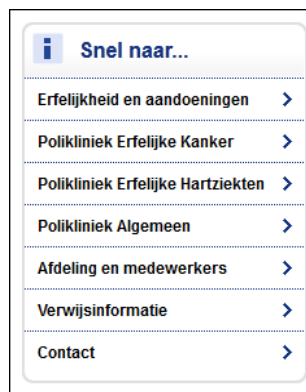 i Snel naar...
Erfelijkheid en aandoeningen
Polikliniek Erfelijke Kanker
Polikliniek Erfelijke Hartziekten
Polikliniek Algemeen
Afdeling en medewerkers
Verwijsinformatie
Contact